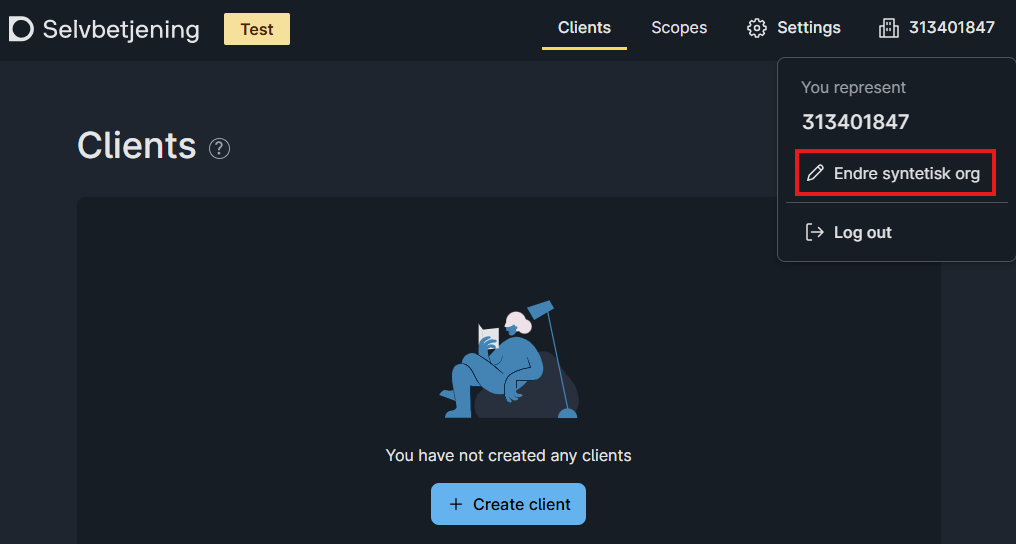 Selvbetjening Test Clients Scopes Settings 313401847
You represent
313401847
Endre syntetisk org
Log out
Clients ?
You have not created any clients
+ Create client